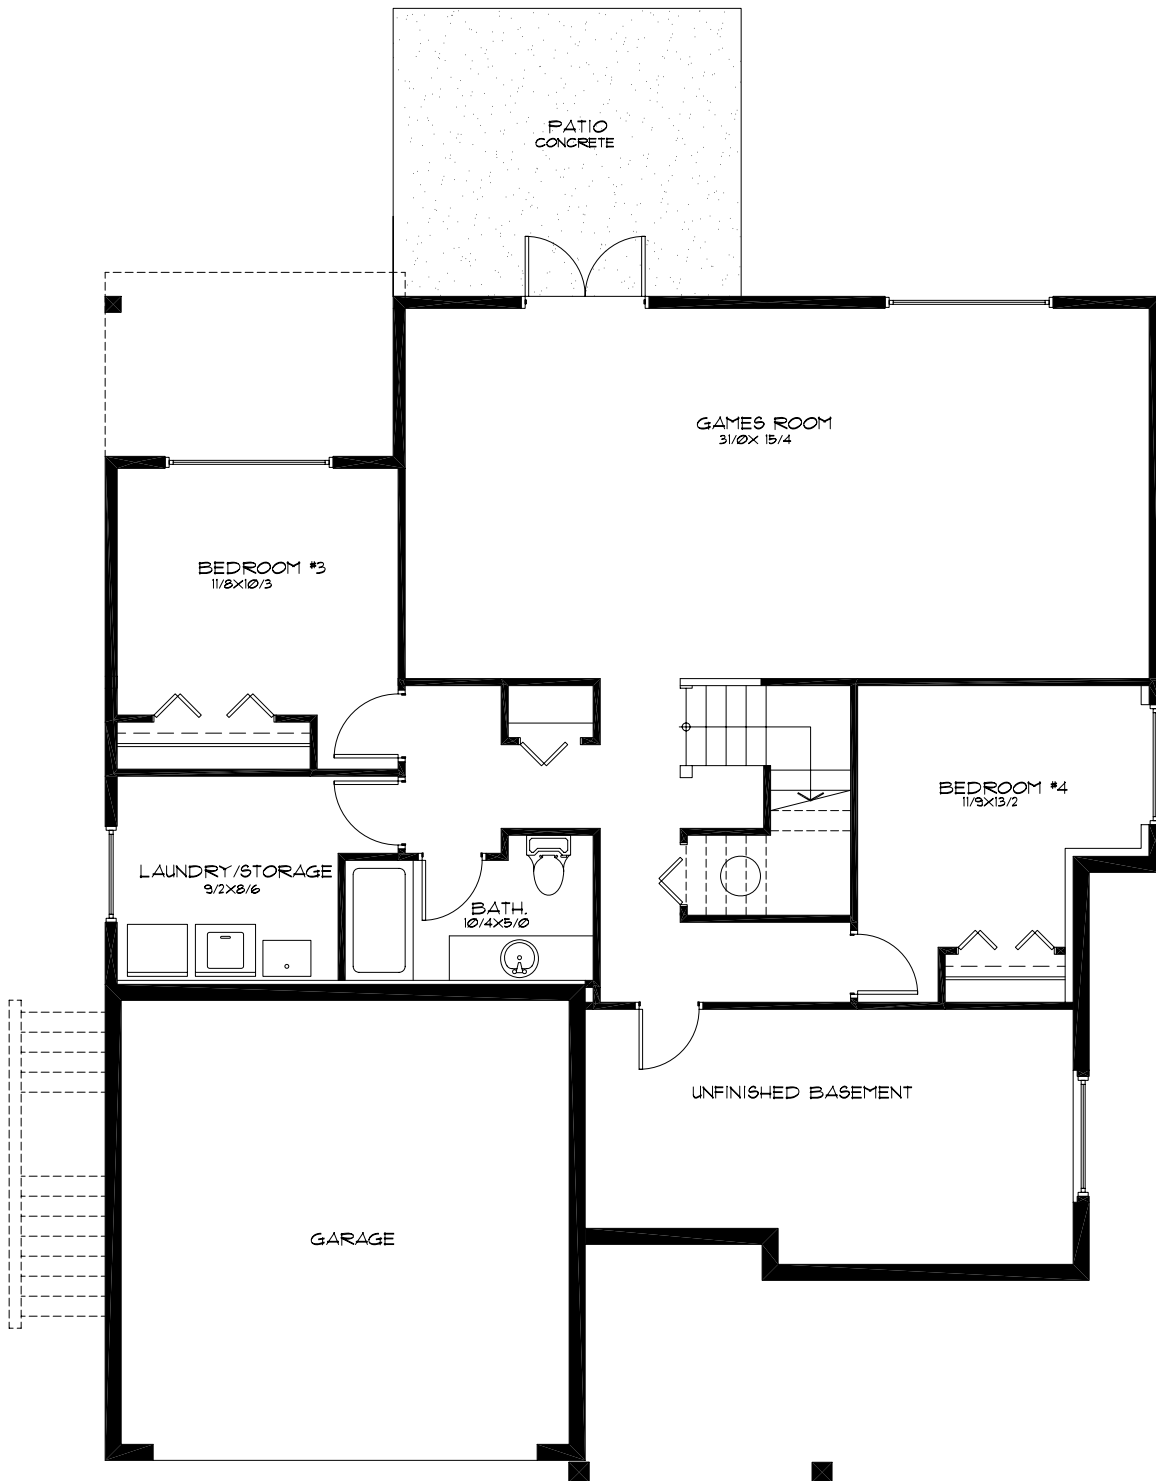 PATIO
CONCRETE
GAMES ROOM
31/0X 15/4
BEDROOM #3
11/8X10/3
BEDROOM #4
11/9X13/2
LAUNDRY/STORAGE
9/2X8/6
BATH.
10/4X5/0
UNFINISHED BASEMENT
GARAGE